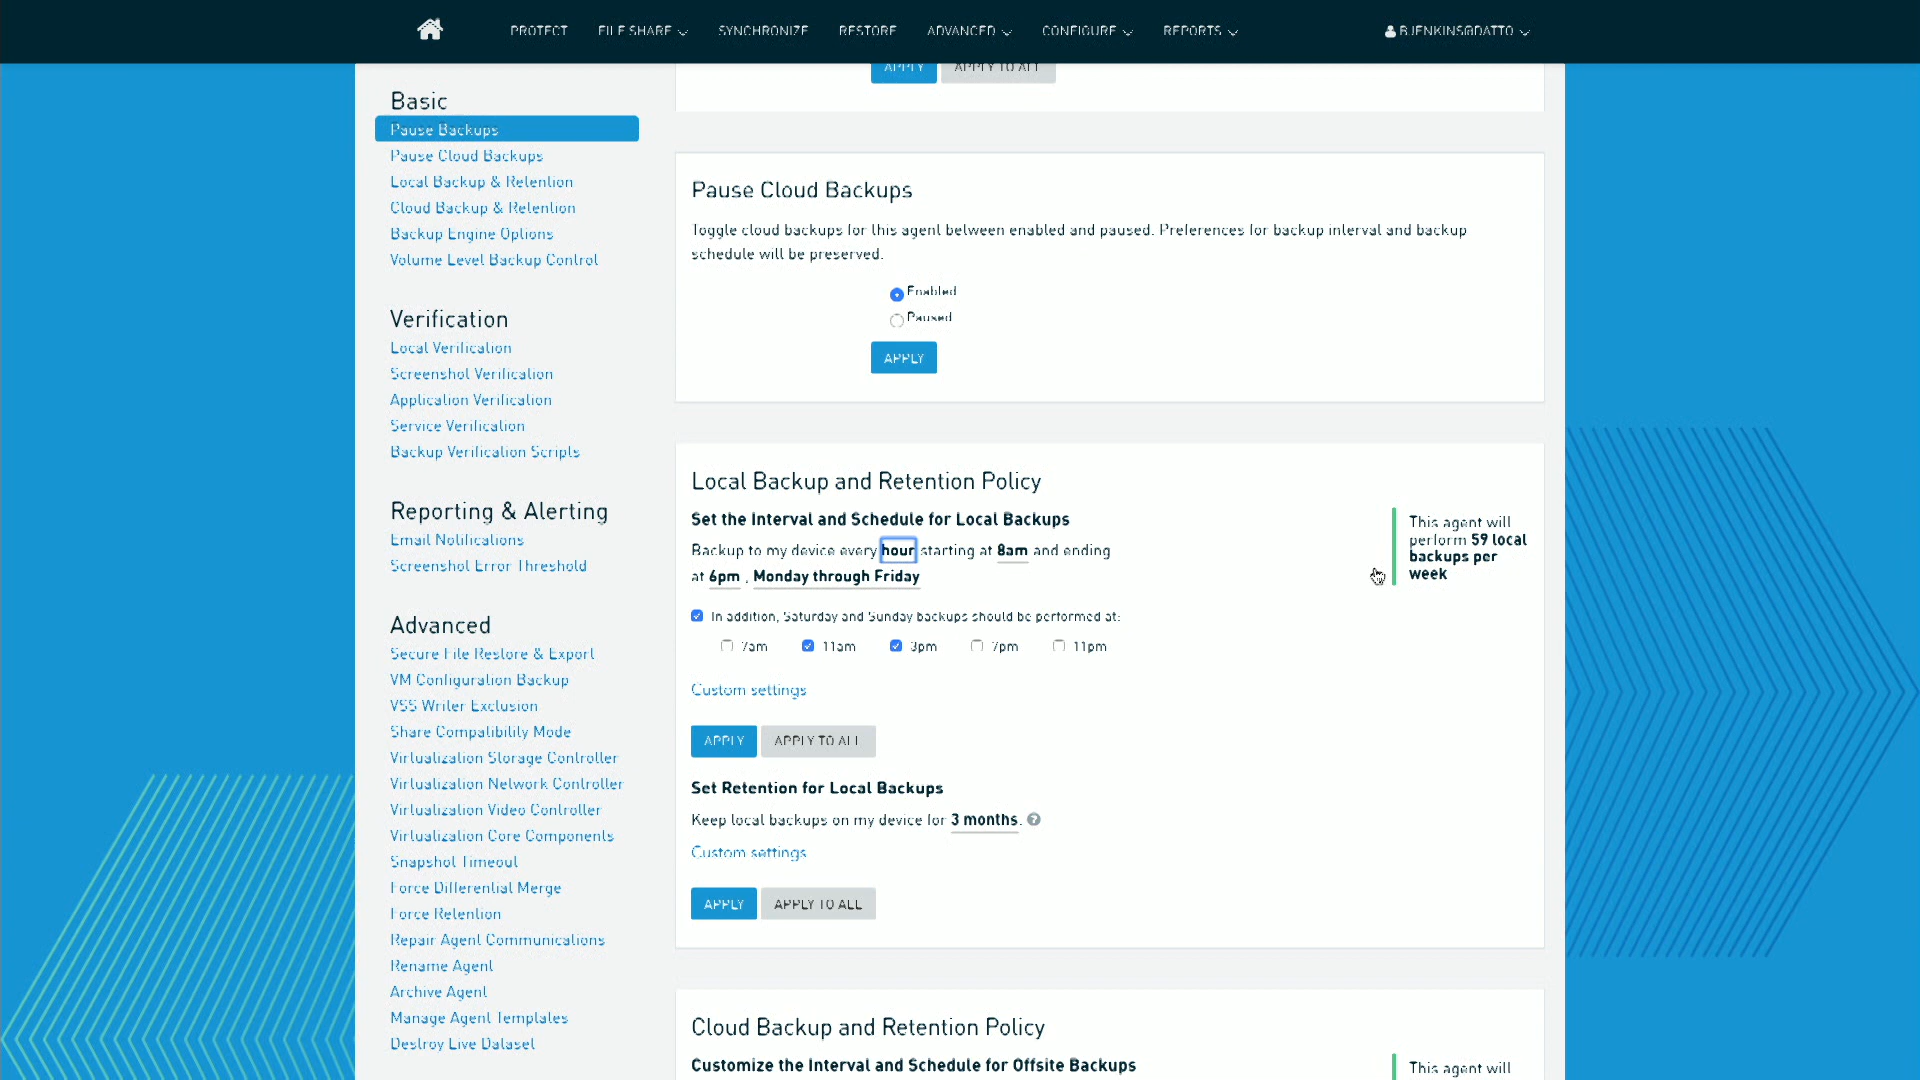 PROTECT FILE SHARE SYNCHRONIZE RESTORE ADVANCED CONFIGURE REPORTS BJENKINS@DATTO
Basic
Pause Backups
Pause Cloud Backups
Local Backup & Retention
Cloud Backup & Retention
Backup Engine Options
Volume Level Backup Control
Verification
Local Verification
Screenshot Verification
Application Verification
Service Verification
Backup Verification Scripts
Reporting & Alerting
Email Notifications
Screenshot Error Threshold
Advanced
Secure File Restore & Export
VM Configuration Backup
VSS Writer Exclusion
Share Compatibility Mode
Virtualization Storage Controller
Virtualization Network Controller
Virtualization Video Controller
Virtualization Core Components
Snapshot Timeout
Force Differential Merge
Force Retention
Repair Agent Communications
Rename Agent
Archive Agent
Manage Agent Templates
Destroy Live Dataset
APPLY APPLY TO ALL
Pause Cloud Backups
Toggle cloud backups for this agent between enabled and paused. Preferences for backup interval and backup
schedule will be preserved.
Enabled
Paused
APPLY
Local Backup and Retention Policy
Set the Interval and Schedule for Local Backups
Backup to my device every hour starting at 8am and ending
at 6pm , Monday through Friday
In addition, Saturday and Sunday backups should be performed at:
7am 11am 3pm 7pm 11pm
Custom settings
APPLY APPLY TO ALL
This agent will
perform 59 local
backups per
week
Set Retention for Local Backups
Keep local backups on my device for 3 months.
Custom settings
APPLY APPLY TO ALL
Cloud Backup and Retention Policy
Customize the Interval and Schedule for Offsite Backups
This agent will